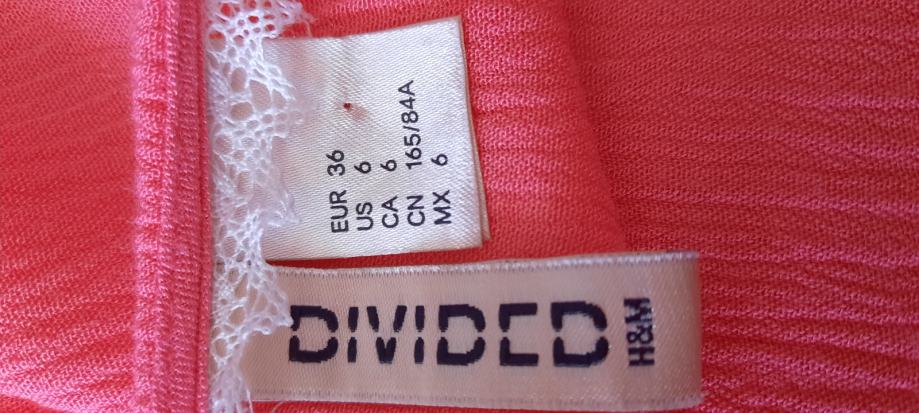 EUR 36
US 6
CA 6
CN 165/84A
MX 6
DIVIDED
H&M